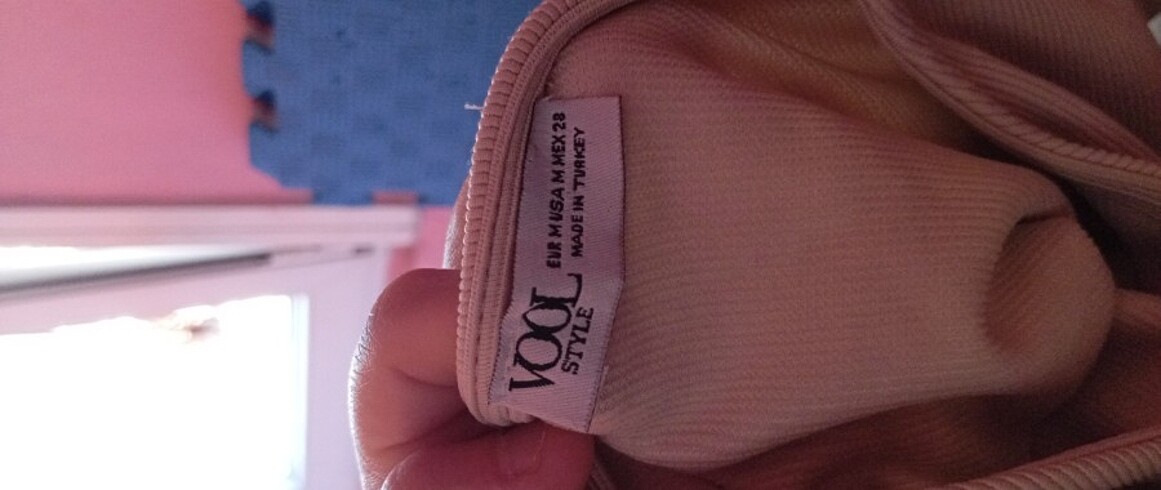 VOOL
STYLE
EUR M USA M MEX 28
MADE IN TURKEY